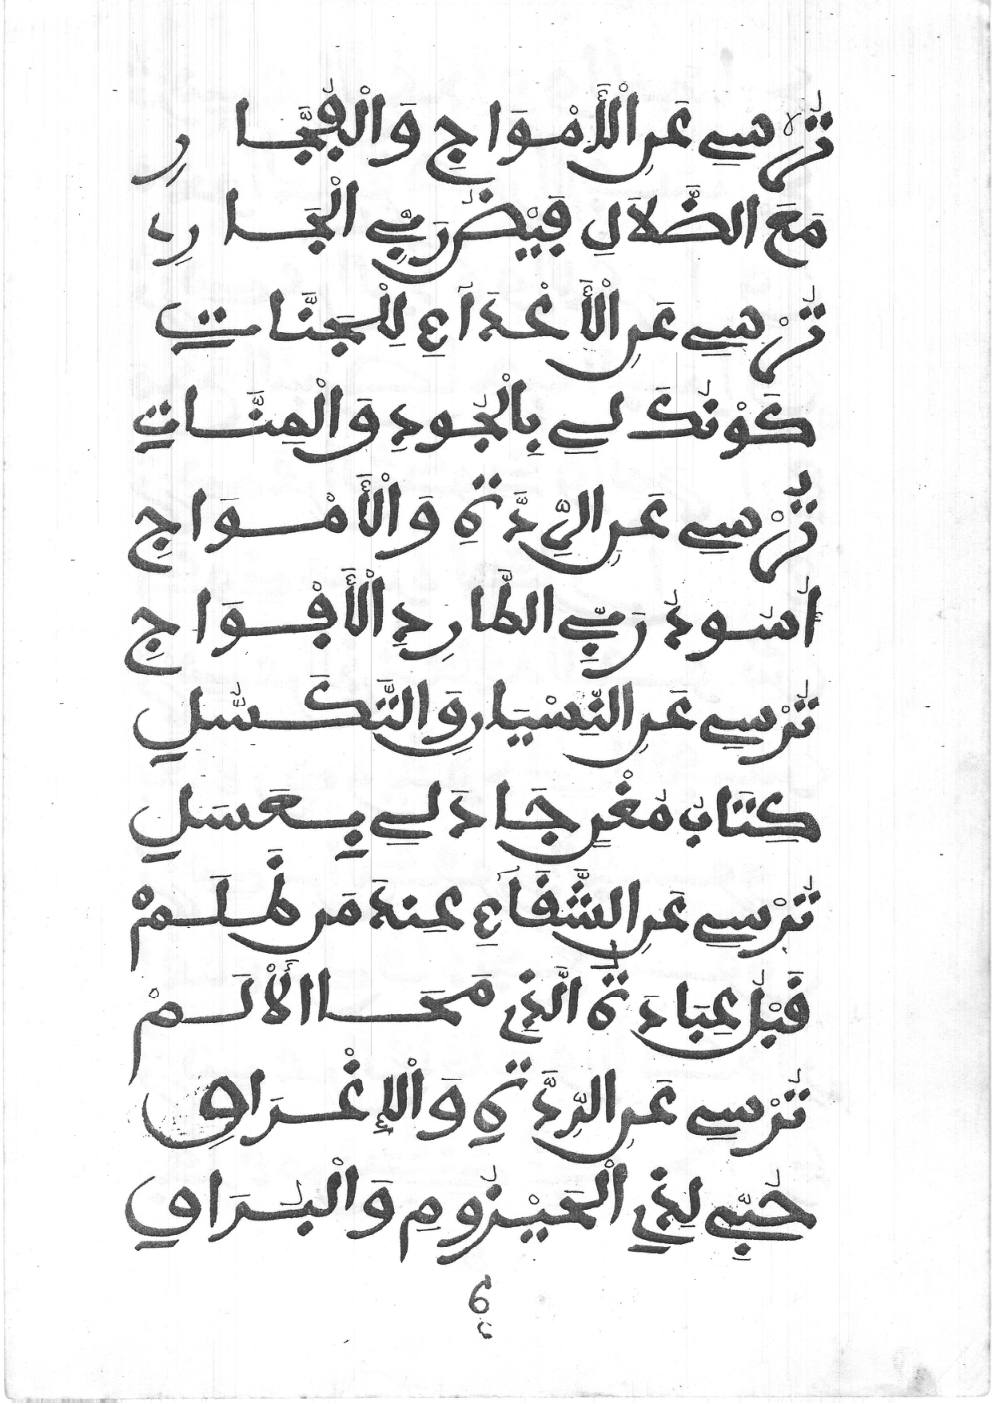 تُرْسِي عَنِ الْأَمْوَاجِ وَالْفُجَّارِ
مَعَ الضَّلَالِ فَيْضُ رَبِّي الْجَارِي
تُرْسِي عَنِ الْأَعْدَاءِ لِلْجَنَّاتِ
كَوْنُكَ لِي بِالْجُودِ وَالْمِنَّاتِ
تُرْسِي عَنِ الرِّدَّةِ وَالْأَمْوَاجِ
أُسُودُ رَبِّي الطَّارِدِ الْأَفْوَاجِ
تُرْسِي عَنِ النِّسْيَانِ وَالتَّكَسُّلِ
كِتَابُ مُغْنٍ جَادَ لِي بِعَسَلِ
تُرْسِي عَنِ الشَّقَاءِ عِنْدَ مَن ظَلَمْ
قَبْلُ عِبَادَةُ الَّذِي مَحَا الْأَلَمْ
تُرْسِي عَنِ الرِّدَّةِ وَالْإِغْرَاقِ
حُبِّي لِذِي الْحَيْزُومِ وَالْبُرَاقِ
6